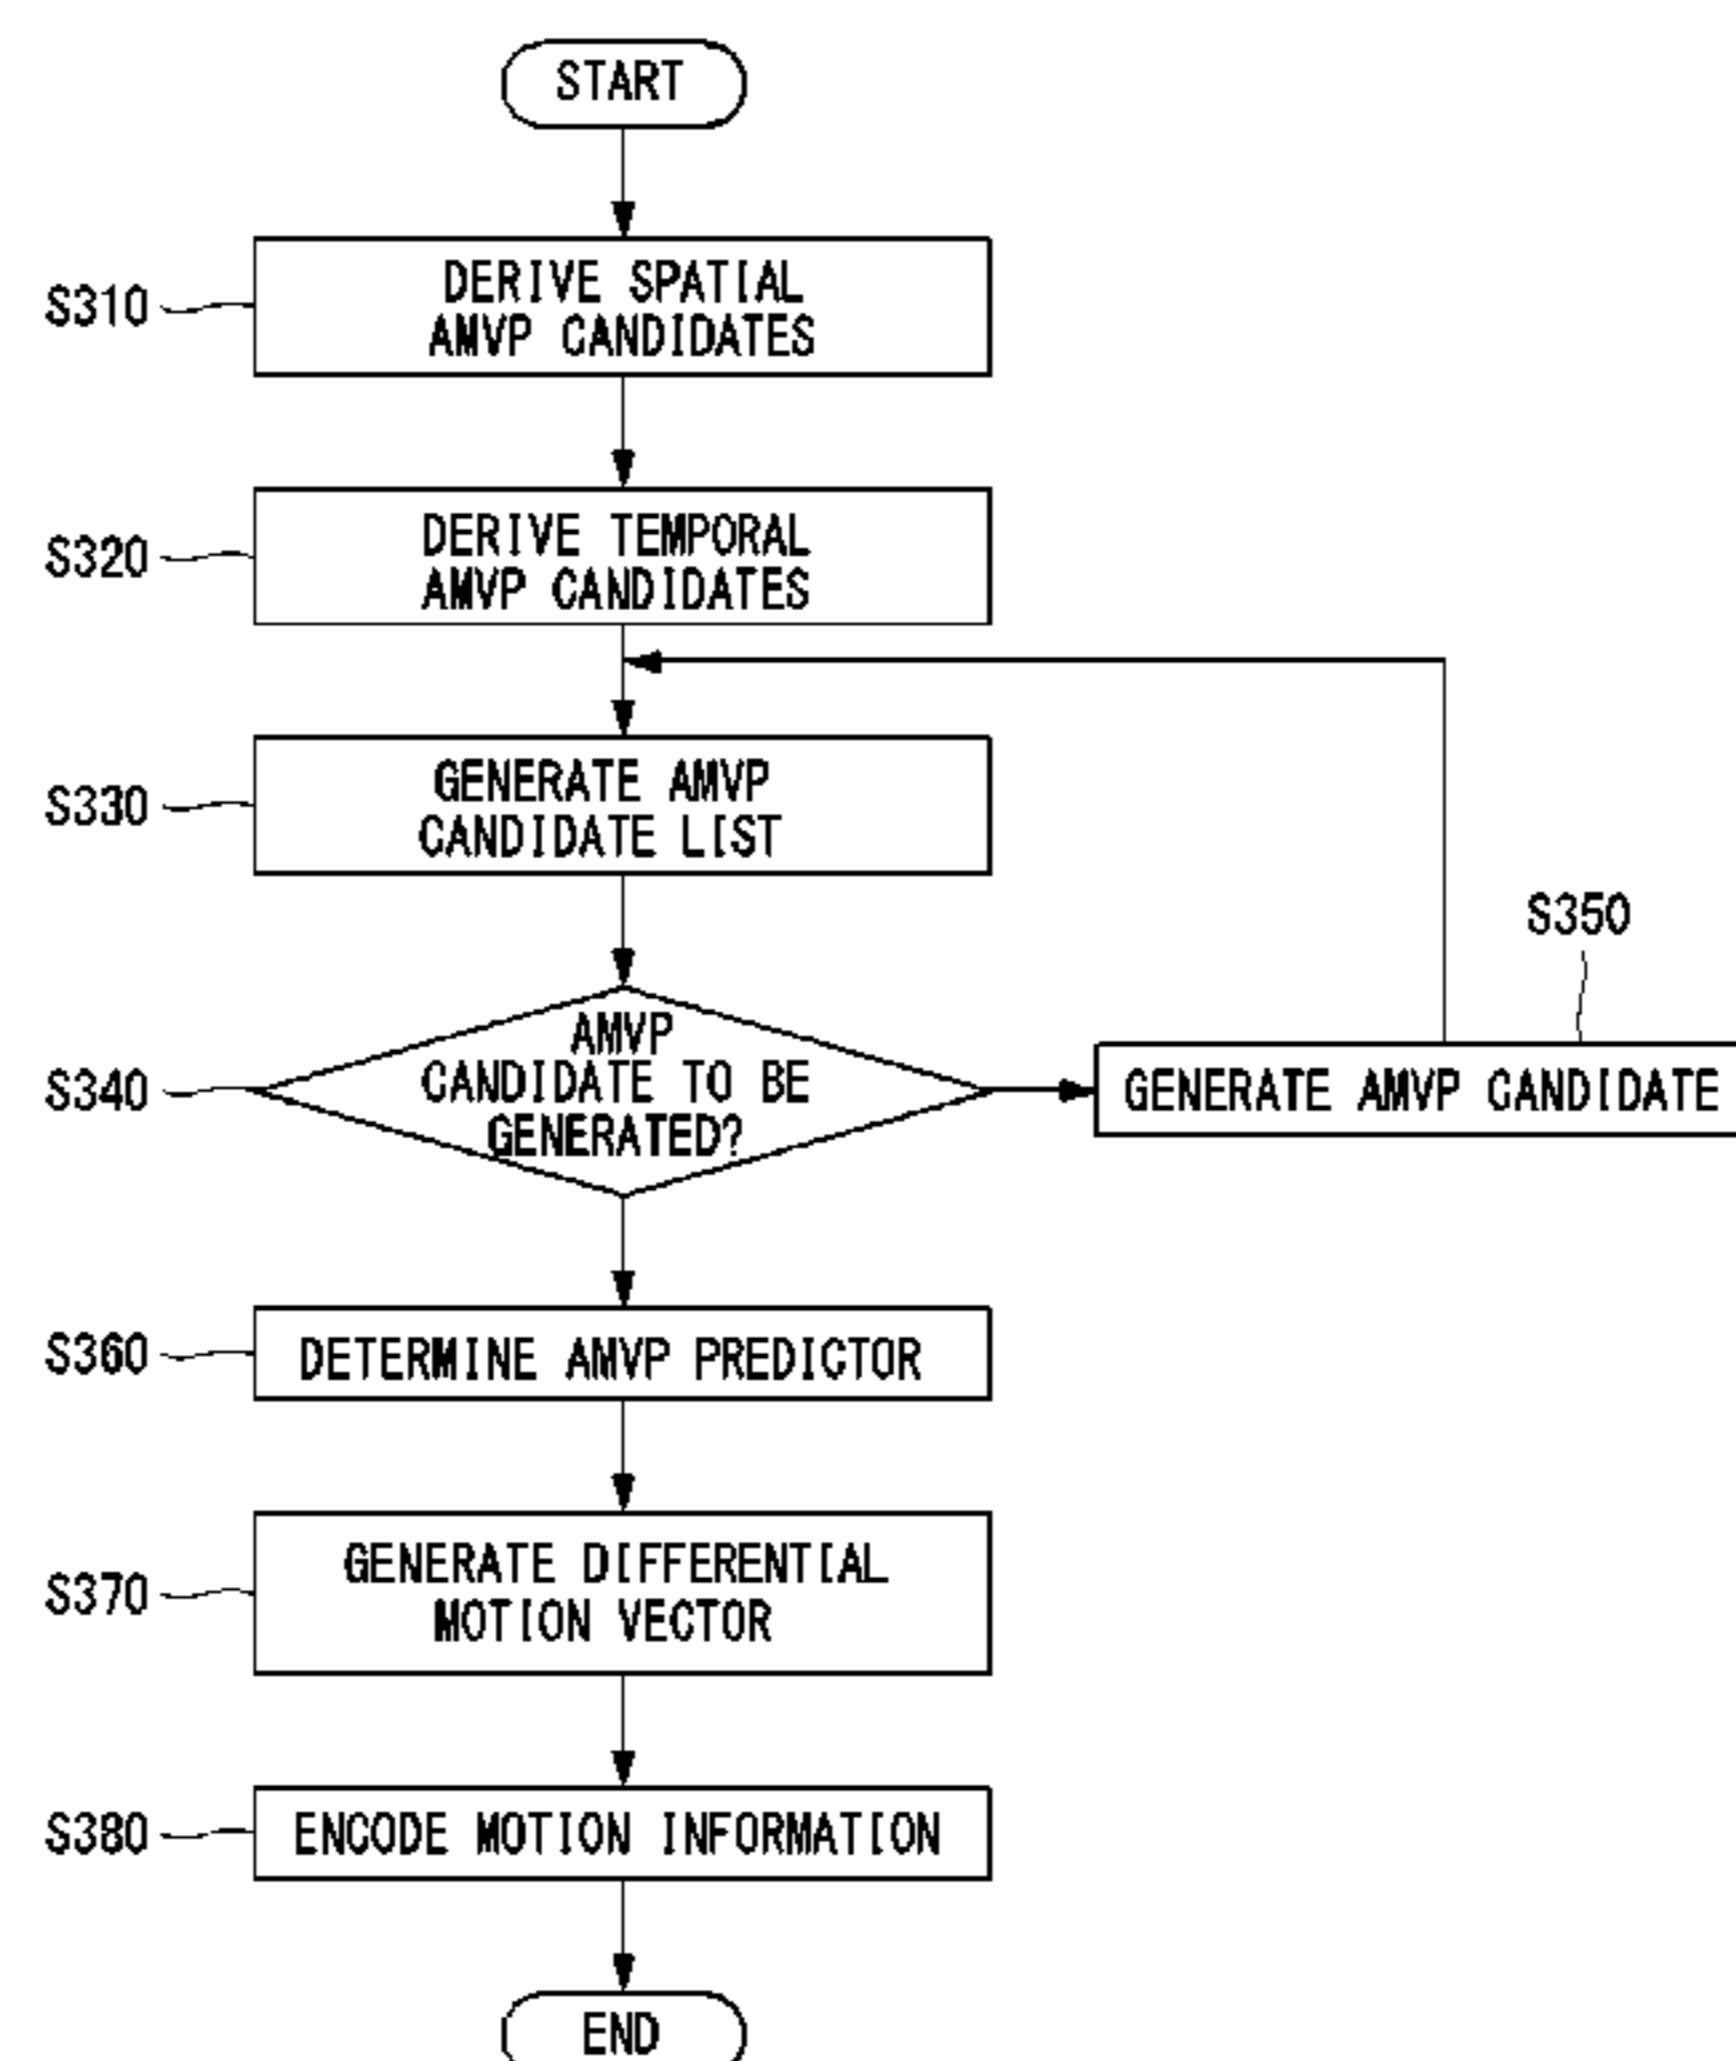 START
S310
DERIVE SPATIAL
AMVP CANDIDATES
S320
DERIVE TEMPORAL
AMVP CANDIDATES
S330
GENERATE AMVP
CANDIDATE LIST
S350
S340
AMVP
CANDIDATE TO BE
GENERATED?
GENERATE AMVP CANDIDATE
S360
DETERMINE AMVP PREDICTOR
S370
GENERATE DIFFERENTIAL
MOTION VECTOR
S380
ENCODE MOTION INFORMATION
END